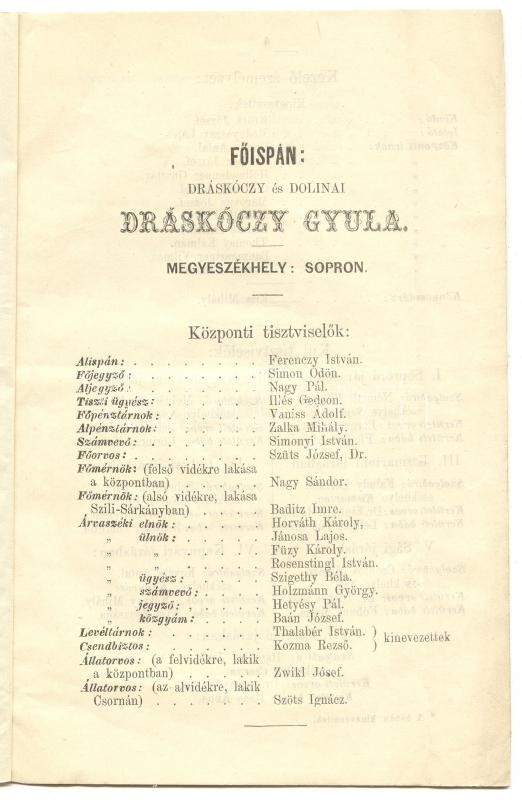 FŐISPÁN:
DRÁSKÓCZY és DOLINAI
DRÁSKÓCZY GYULA.
MEGYESZÉKHELY: SOPRON.
Központi tisztviselők:
Alispán: . . . . . . . Ferenczy István.
Főjegyző: . . . . . . . Simon Ödön.
Aljegyző: . . . . . . . Nagy Pál.
Tiszti ügyész: . . . . . . Illés Gedeon.
Főpénztárnok: . . . . . . Vaniss Adolf.
Alpénztárnok: . . . . . . Zalka Mihály.
Számvevő: . . . . . . . Simonyi István.
Főorvos: . . . . . . . Szüts József, Dr.
Főmérnök: (felső vidékre lakása
a központban) . . . . . Nagy Sándor.
Főmérnök: (alsó vidékre, lakása
Szili-Sárkányban) . . . . Baditz Imre.
Árvaszéki elnök: . . . . . Horváth Károly,
„ ülnök: . . . . . Jánosa Lajos.
„ „ . . . . . Füzy Károly.
„ „ . . . . . Rosenstingl István.
„ ügyész: . . . . . Szigethy Béla.
„ számvevő: . . . . Holzmánn György.
„ jegyző: . . . . . Hetyésy Pál.
„ közgyám: . . . . Baán József.
Levéltárnok: . . . . . . Thalabér István. ) kinevezettek
Csendbiztos: . . . . . . Kozma Rezső. )
Állatorvos: (a felvidékre, lakik
a központban) . . . . . Zwikl József.
Állatorvos: (az alvidékre, lakik
Csornán) . . . . . . . Szöts Ignácz.